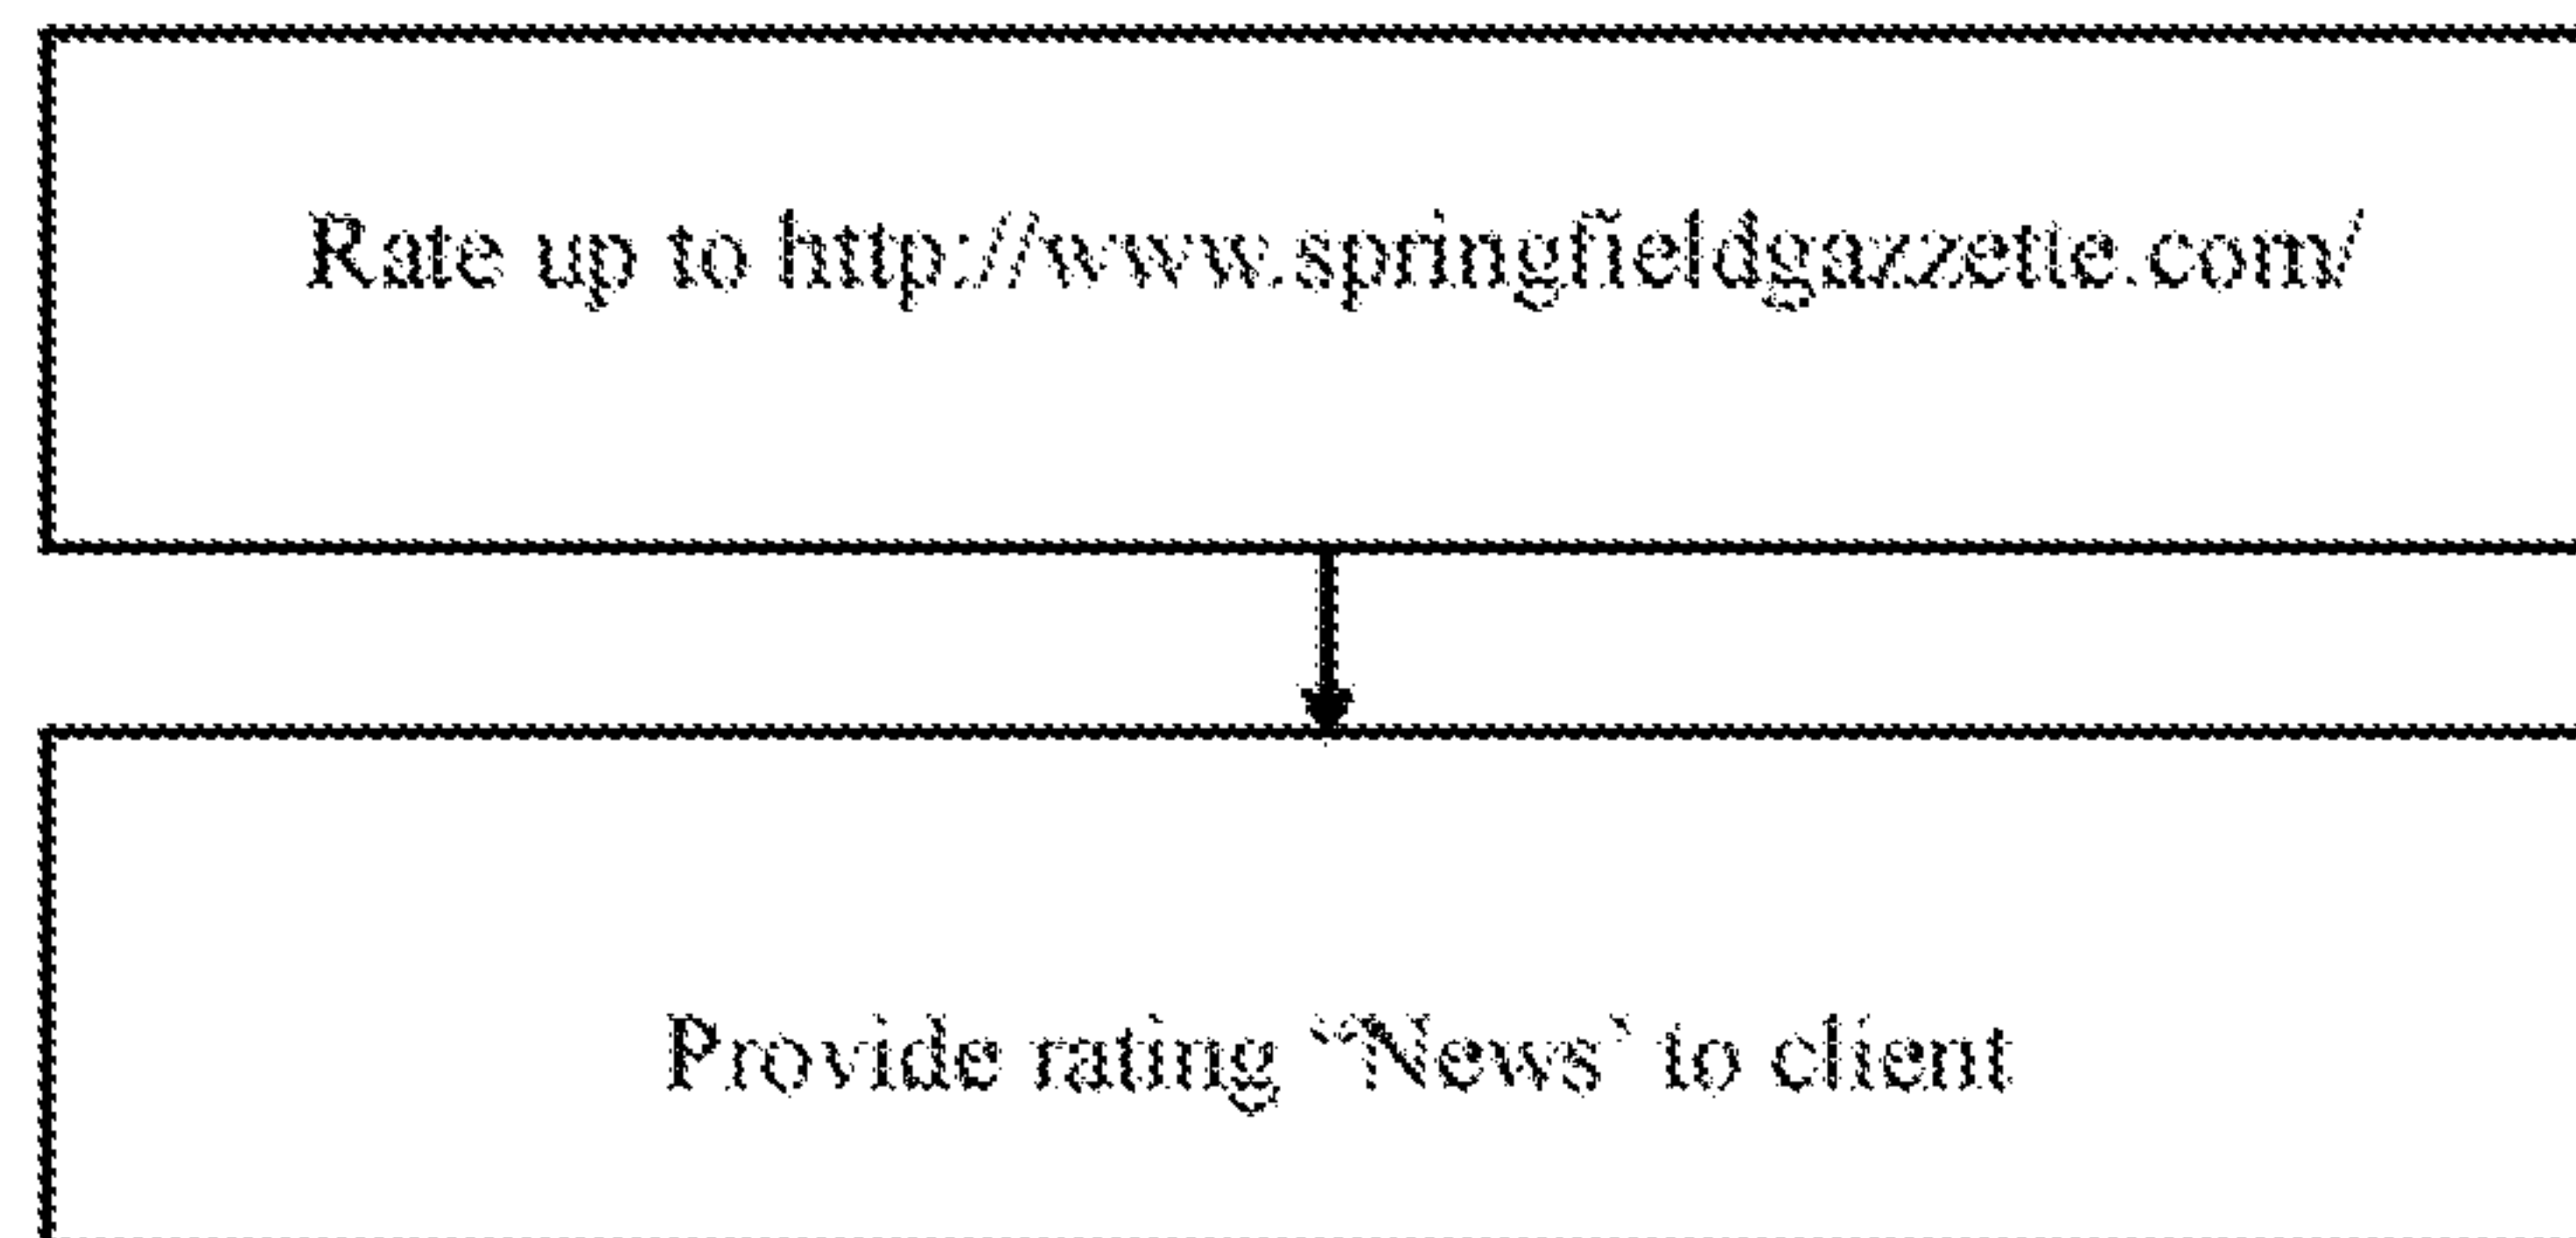 Rate up to http://www.springfieldgazzette.com/
Provide rating “News` to client